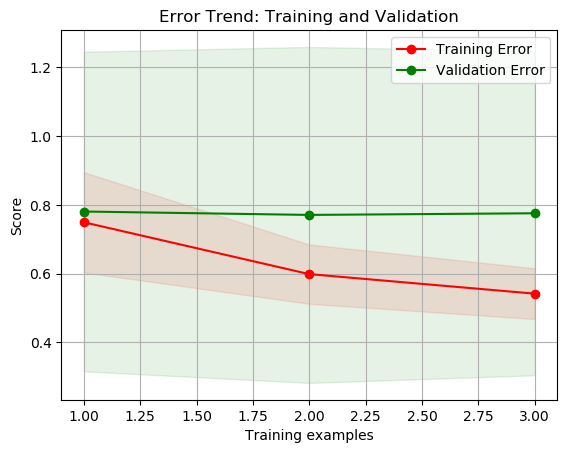 Error Trend: Training and Validation
Training Error
Validation Error
Score
1.2
1.0
0.8
0.6
0.4
1.00 1.25 1.50 1.75 2.00 2.25 2.50 2.75 3.00
Training examples